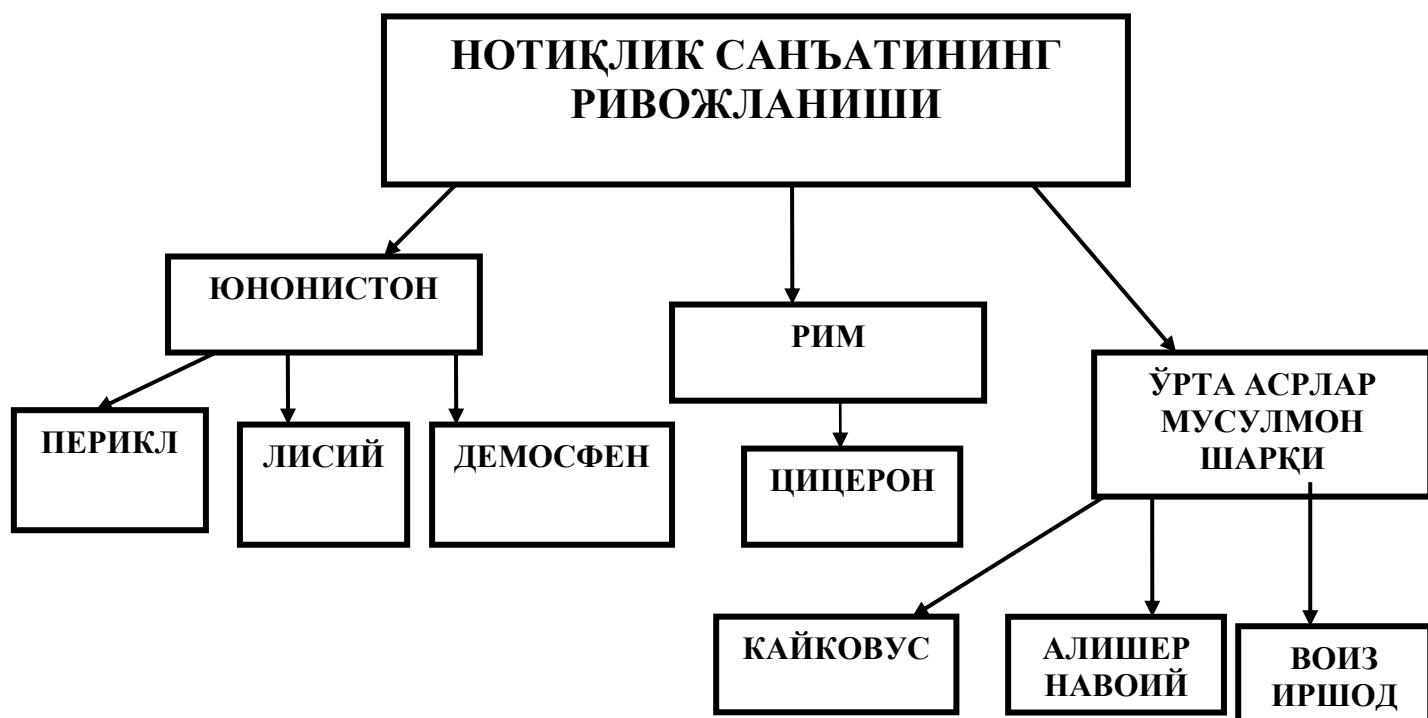 НОТИҚЛИК САНЪАТИНИНГ
РИВОЖЛАНИШИ
ЮНОНИСТОН
РИМ
ЎРТА АСРЛАР
МУСУЛМОН
ШАРҚИ
ПЕРИКЛ
ЛИСИЙ
ДЕМОСФЕН
ЦИЦЕРОН
КАЙКОВУС
АЛИШЕР
НАВОИЙ
ВОИЗ
ИРШОД